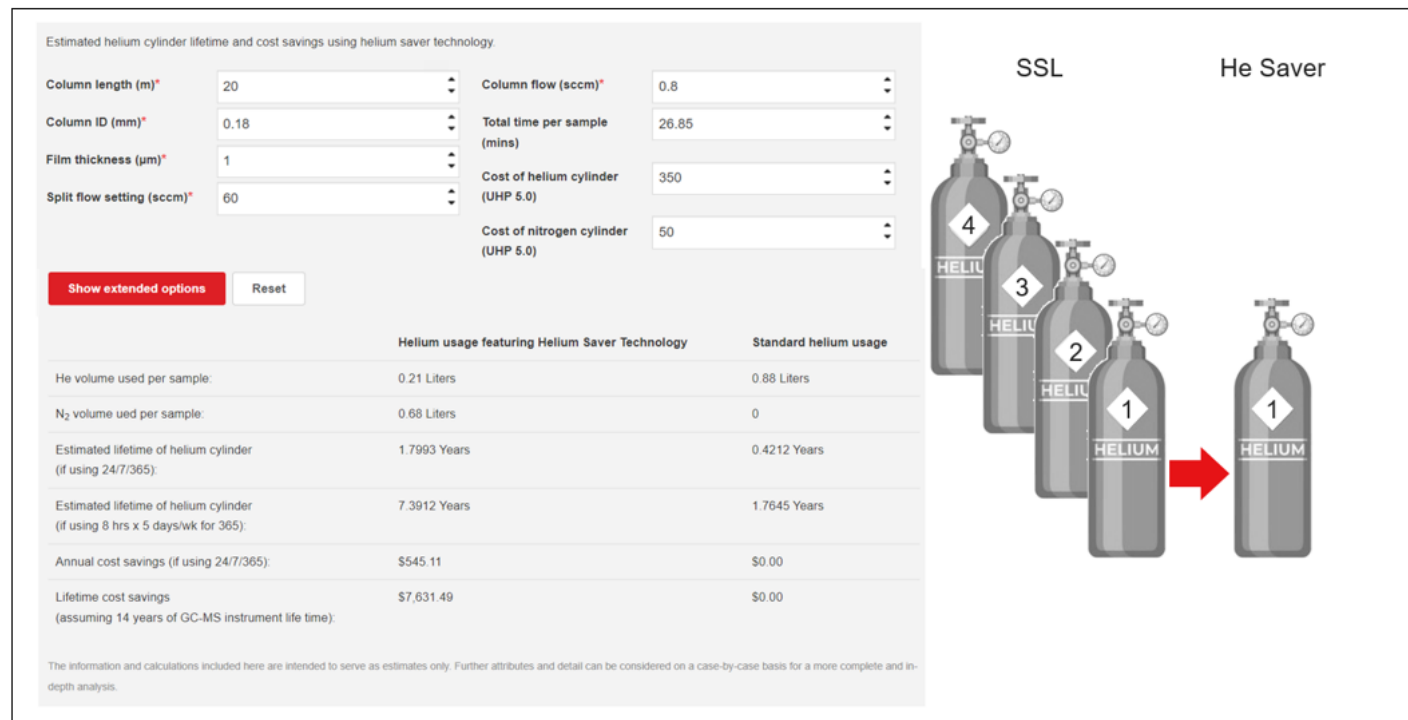 Estimated helium cylinder lifetime and cost savings using helium saver technology.
Column length (m)* 20
Column flow (sccm)* 0.8
Column ID (mm)* 0.18
Total time per sample (mins) 26.85
Film thickness (µm)* 1
Cost of helium cylinder (UHP 5.0) 350
Split flow setting (sccm)* 60
Cost of nitrogen cylinder (UHP 5.0) 50
Show extended options Reset
Helium usage featuring Helium Saver Technology Standard helium usage
He volume used per sample: 0.21 Liters 0.88 Liters
N₂ volume ued per sample: 0.68 Liters 0
Estimated lifetime of helium cylinder (if using 24/7/365): 1.7993 Years 0.4212 Years
Estimated lifetime of helium cylinder (if using 8 hrs x 5 days/wk for 365): 7.3912 Years 1.7645 Years
Annual cost savings (if using 24/7/365): $545.11 $0.00
Lifetime cost savings (assuming 14 years of GC-MS instrument life time): $7,631.49 $0.00
The information and calculations included here are intended to serve as estimates only. Further attributes and detail can be considered on a case-by-case basis for a more complete and in-
depth analysis.
SSL He Saver
4
HELIU
3
HELIU
2
HELIU
1
HELIUM
1
HELIUM